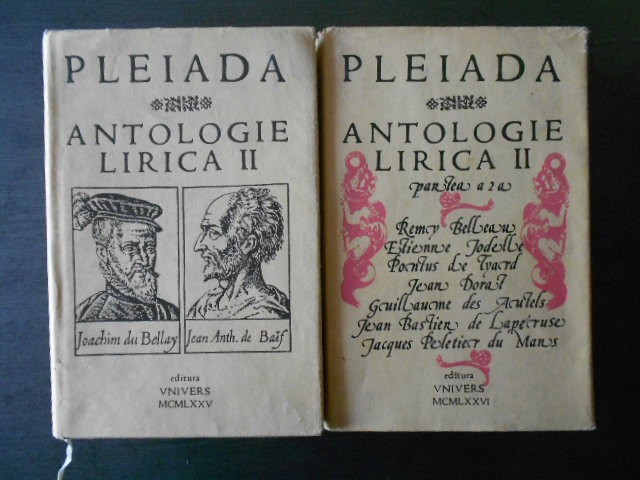 PLEIADA
ANTOLOGIE
LIRICA II
Joachim du Bellay
Jean Anth. de Baïf
editura
VNIVERS
MCMLXXV
PLEIADA
ANTOLOGIE
LIRICA II
partea a 2 a
Remy Belleau
Etienne Jodelle
Pontus de Tyard
Jean Dorat
Guillaume des Autels
Jean Bastien de Lapéruse
Jacques Peletier du Mans
editura
VNIVERS
MCMLXXVI